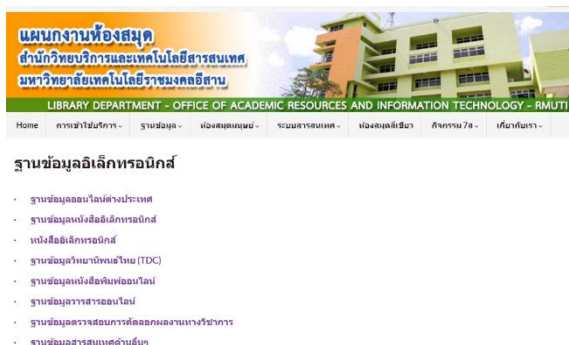 แผนกงานห้องสมุด
สำนักวิทยบริการและเทคโนโลยีสารสนเทศ
มหาวิทยาลัยเทคโนโลยีราชมงคลอีสาน
LIBRARY DEPARTMENT - OFFICE OF ACADEMIC RESOURCES AND INFORMATION TECHNOLOGY - RMUTI
Home การเข้าใช้บริการ ฐานข้อมูล ห้องสมุดมนุษย์ ระบบสารสนเทศ ห้องสมุดสีเขียว กิจกรรม 7ส เกี่ยวกับเรา
ฐานข้อมูลอิเล็กทรอนิกส์
ฐานข้อมูลออนไลน์ต่างประเทศ
ฐานข้อมูลหนังสืออิเล็กทรอนิกส์
หนังสืออิเล็กทรอนิกส์
ฐานข้อมูลวิทยานิพนธ์ไทย (TDC)
ฐานข้อมูลหนังสือพิมพ์ออนไลน์
ฐานข้อมูลวารสารออนไลน์
ฐานข้อมูลตรวจสอบการคัดลอกผลงานทางวิชาการ
ฐานข้อมูลสารสนเทศด้านอื่นๆ